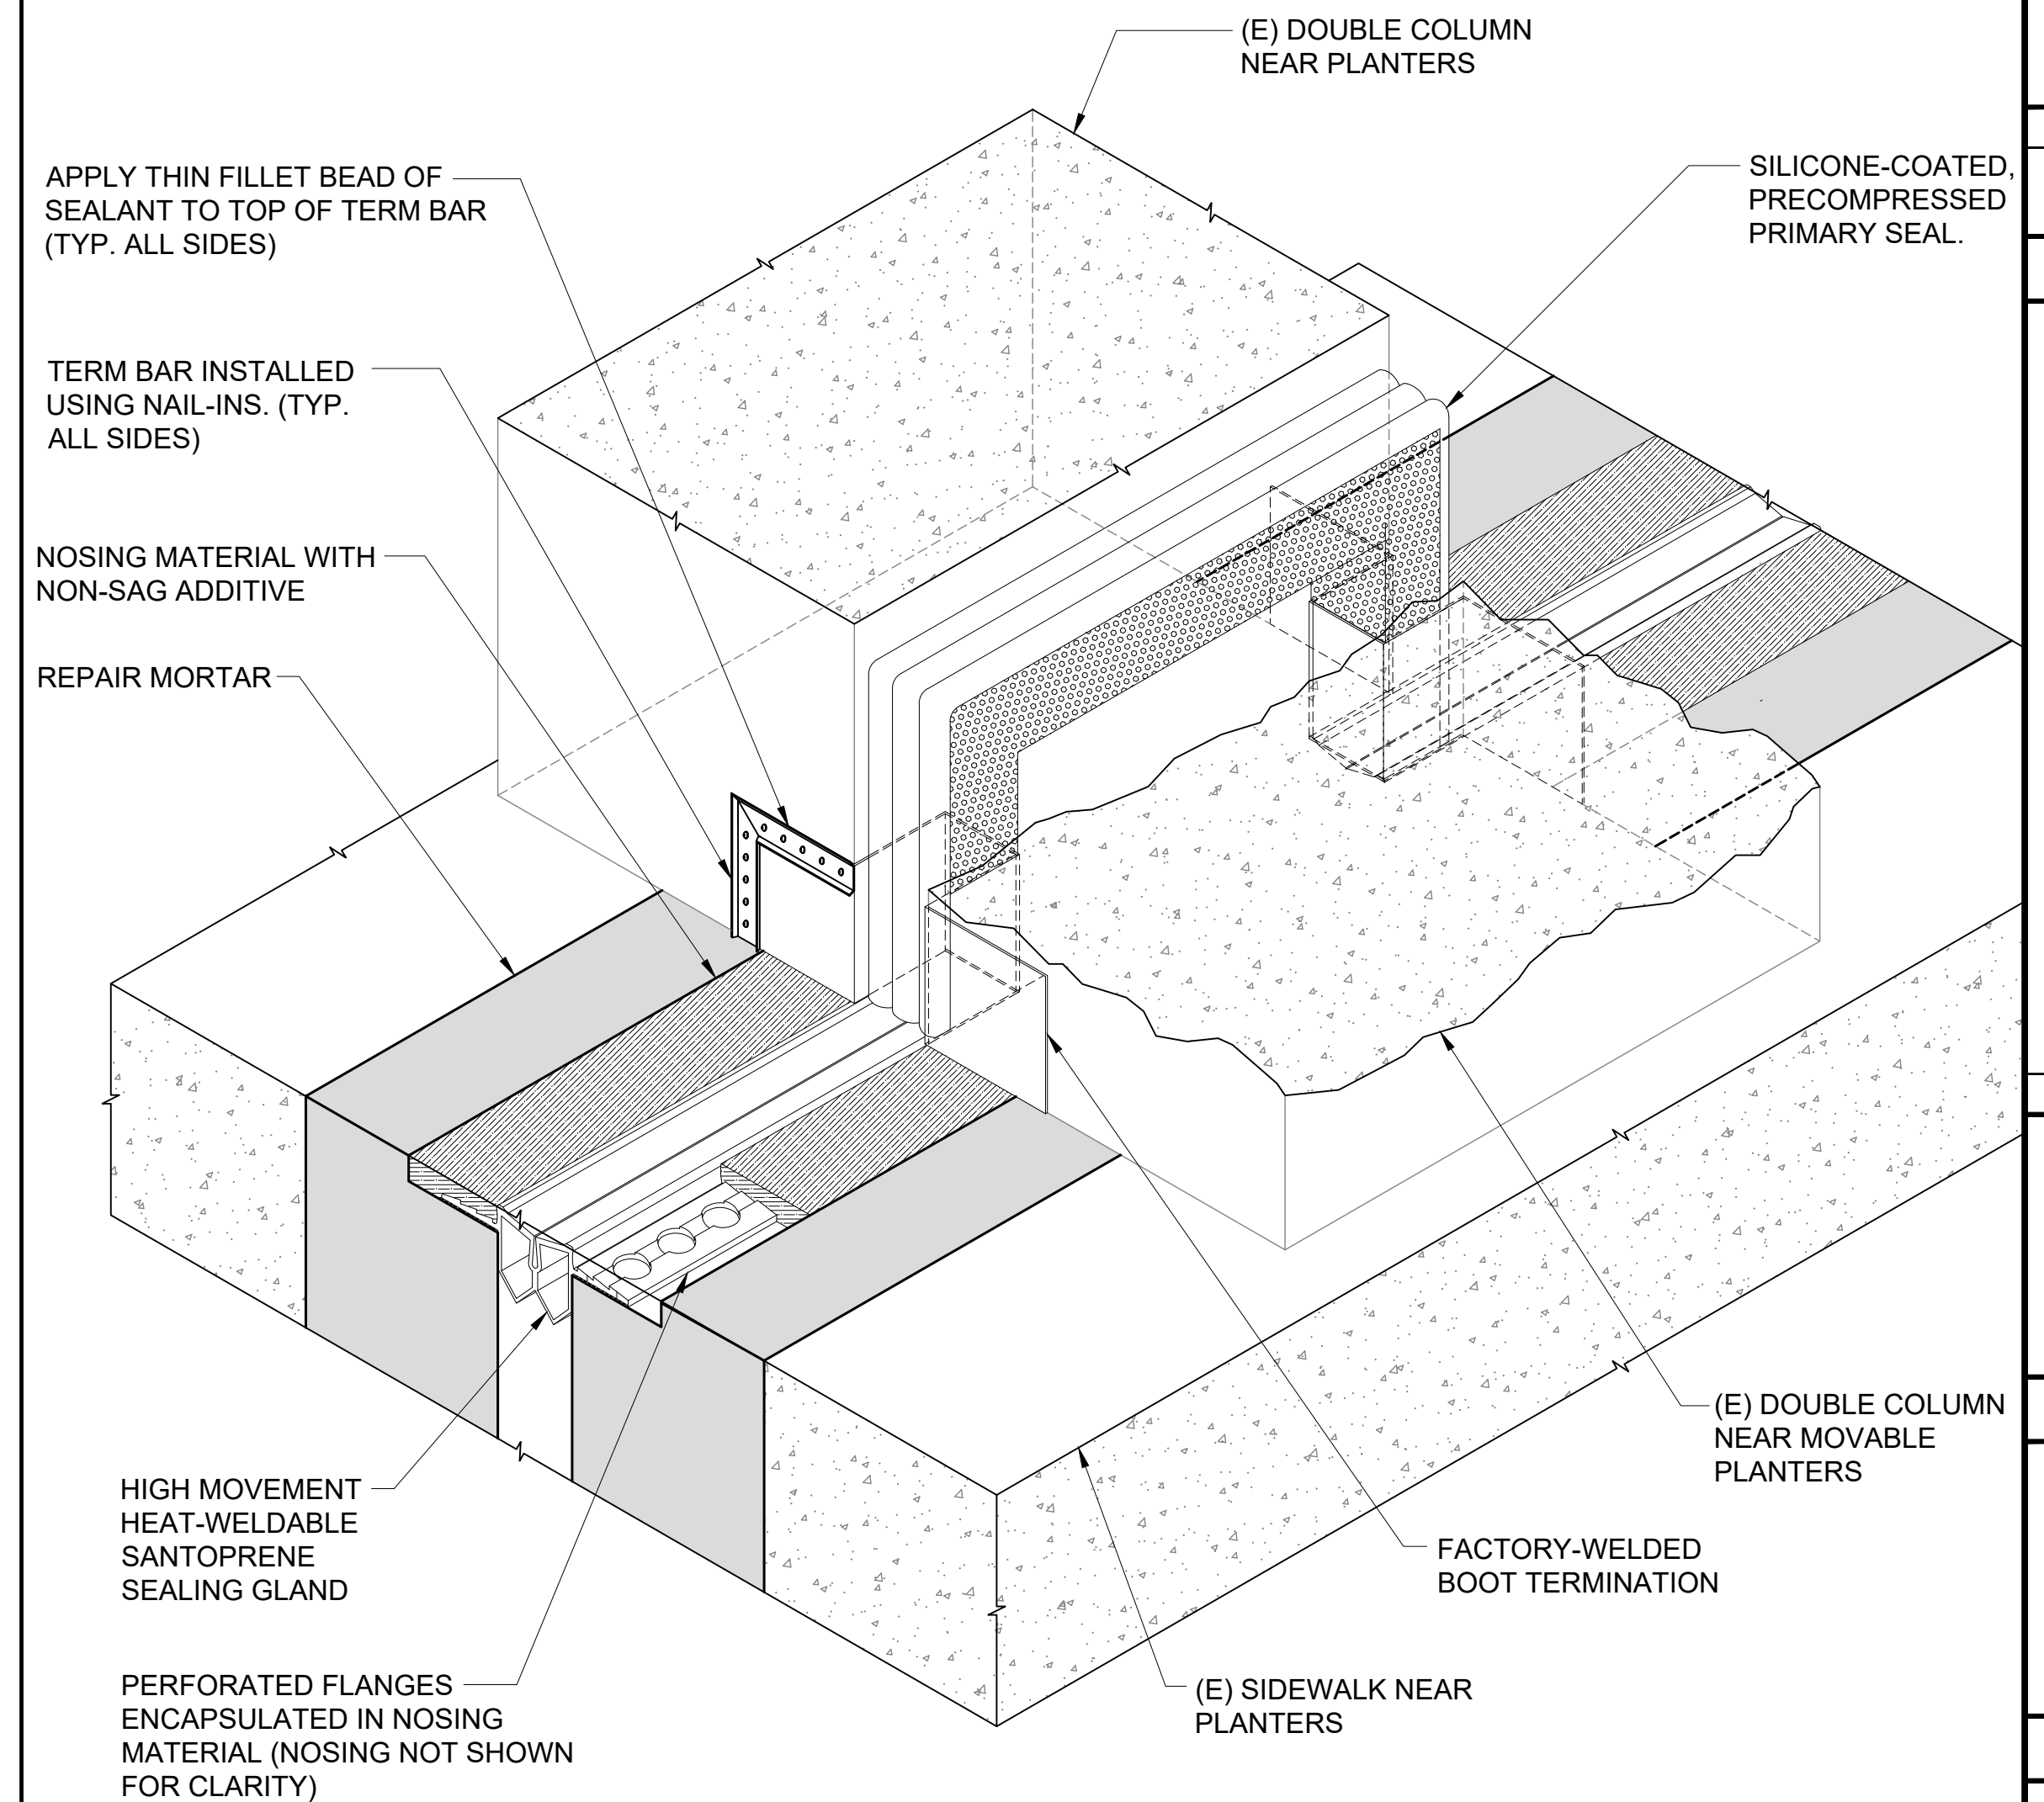 (E) DOUBLE COLUMN
NEAR PLANTERS
APPLY THIN FILLET BEAD OF
SEALANT TO TOP OF TERM BAR
(TYP. ALL SIDES)
SILICONE-COATED,
PRECOMPRESSED
PRIMARY SEAL.
TERM BAR INSTALLED
USING NAIL-INS. (TYP.
ALL SIDES)
NOSING MATERIAL WITH
NON-SAG ADDITIVE
REPAIR MORTAR
(E) DOUBLE COLUMN
NEAR MOVABLE
PLANTERS
HIGH MOVEMENT
HEAT-WELDABLE
SANTOPRENE
SEALING GLAND
FACTORY-WELDED
BOOT TERMINATION
PERFORATED FLANGES
ENCAPSULATED IN NOSING
MATERIAL (NOSING NOT SHOWN
FOR CLARITY)
(E) SIDEWALK NEAR
PLANTERS